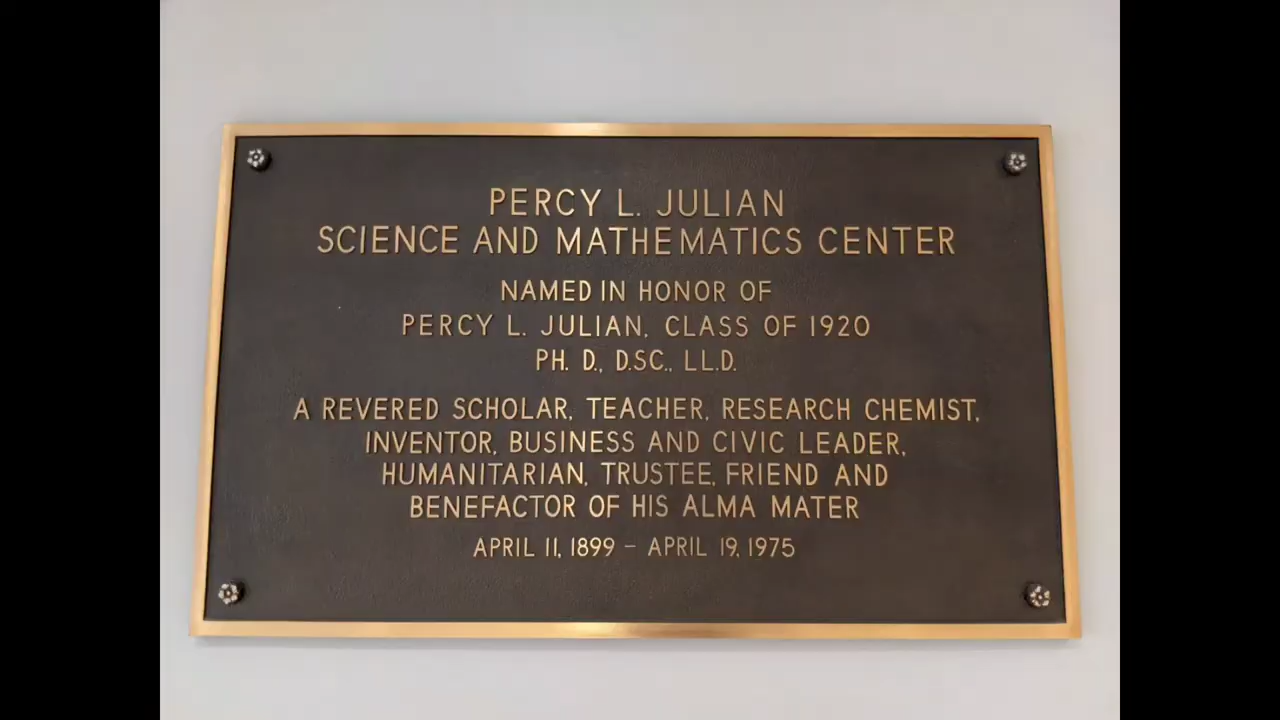 PERCY L. JULIAN
SCIENCE AND MATHEMATICS CENTER
NAMED IN HONOR OF
PERCY L. JULIAN, CLASS OF 1920
PH. D., D.SC., LL.D.
A REVERED SCHOLAR, TEACHER, RESEARCH CHEMIST,
INVENTOR, BUSINESS AND CIVIC LEADER,
HUMANITARIAN, TRUSTEE, FRIEND AND
BENEFACTOR OF HIS ALMA MATER
APRIL 11, 1899 – APRIL 19, 1975